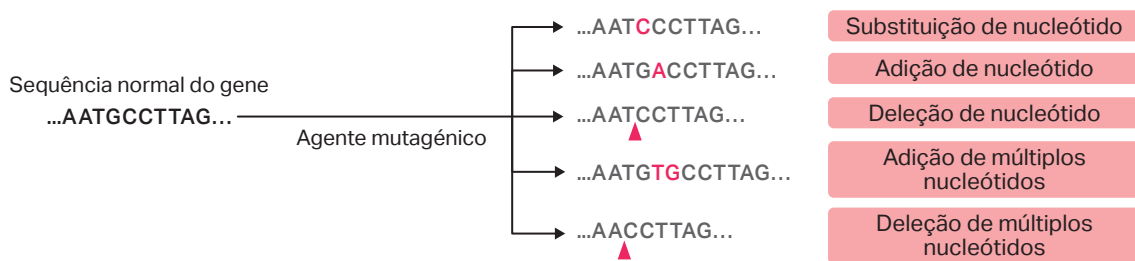 Sequência normal do gene
...AATGCCTTAG...
Agente mutagénico
...AATCCCTTAG...
Substituição de nucleótido
...AATGACCTTAG...
Adição de nucleótido
...AATCCTTAG...
Deleção de nucleótido
...AATGTGCCTTAG...
Adição de múltiplos
nucleótidos
...AACCTTAG...
Deleção de múltiplos
nucleótidos